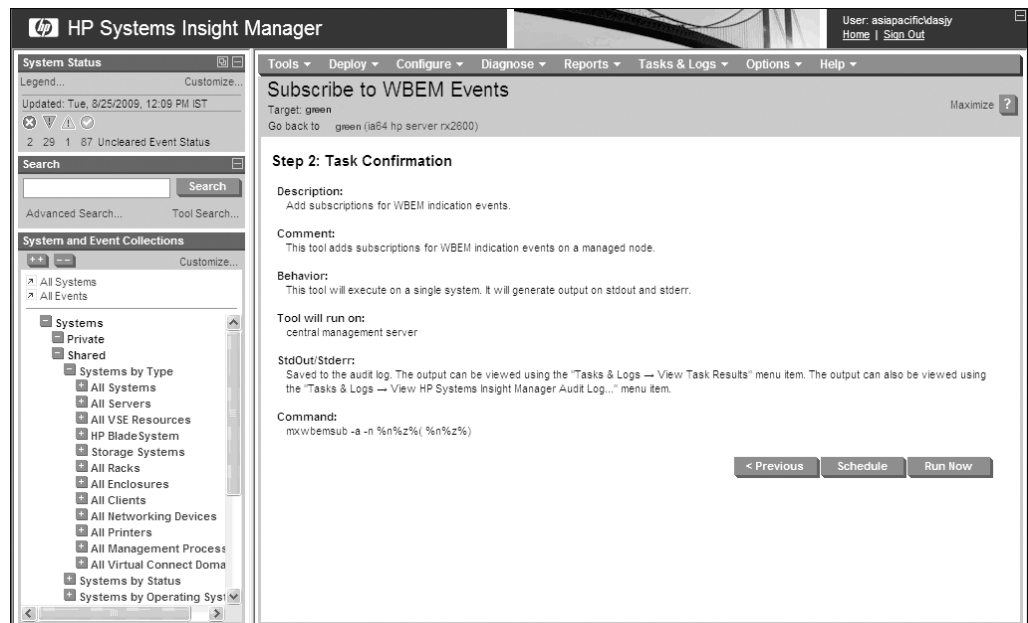 hp HP Systems Insight Manager
User: asiapacific\dasjy
Home | Sign Out
System Status
Legend... Customize...
Updated: Tue, 8/25/2009, 12:09 PM IST
2 29 1 87 Uncleared Event Status
Search
Search
Advanced Search... Tool Search...
System and Event Collections
Customize...
All Systems
All Events
Systems
Private
Shared
Systems by Type
All Systems
All Servers
All VSE Resources
HP BladeSystem
Storage Systems
All Racks
All Enclosures
All Clients
All Networking Devices
All Printers
All Management Process
All Virtual Connect Doma
Systems by Status
Systems by Operating Syst
Tools Deploy Configure Diagnose Reports Tasks & Logs Options Help
Subscribe to WBEM Events
Target: green
Maximize ?
Go back to green (ia64 hp server rx2600)
Step 2: Task Confirmation
Description:
Add subscriptions for WBEM indication events.
Comment:
This tool adds subscriptions for WBEM indication events on a managed node.
Behavior:
This tool will execute on a single system. It will generate output on stdout and stderr.
Tool will run on:
central management server
StdOut/Stderr:
Saved to the audit log. The output can be viewed using the "Tasks & Logs → View Task Results" menu item. The output can also be viewed using
the "Tasks & Logs → View HP Systems Insight Manager Audit Log..." menu item.
Command:
mxwbemsub -a -n %n%z%( %n%z%)
< Previous Schedule Run Now